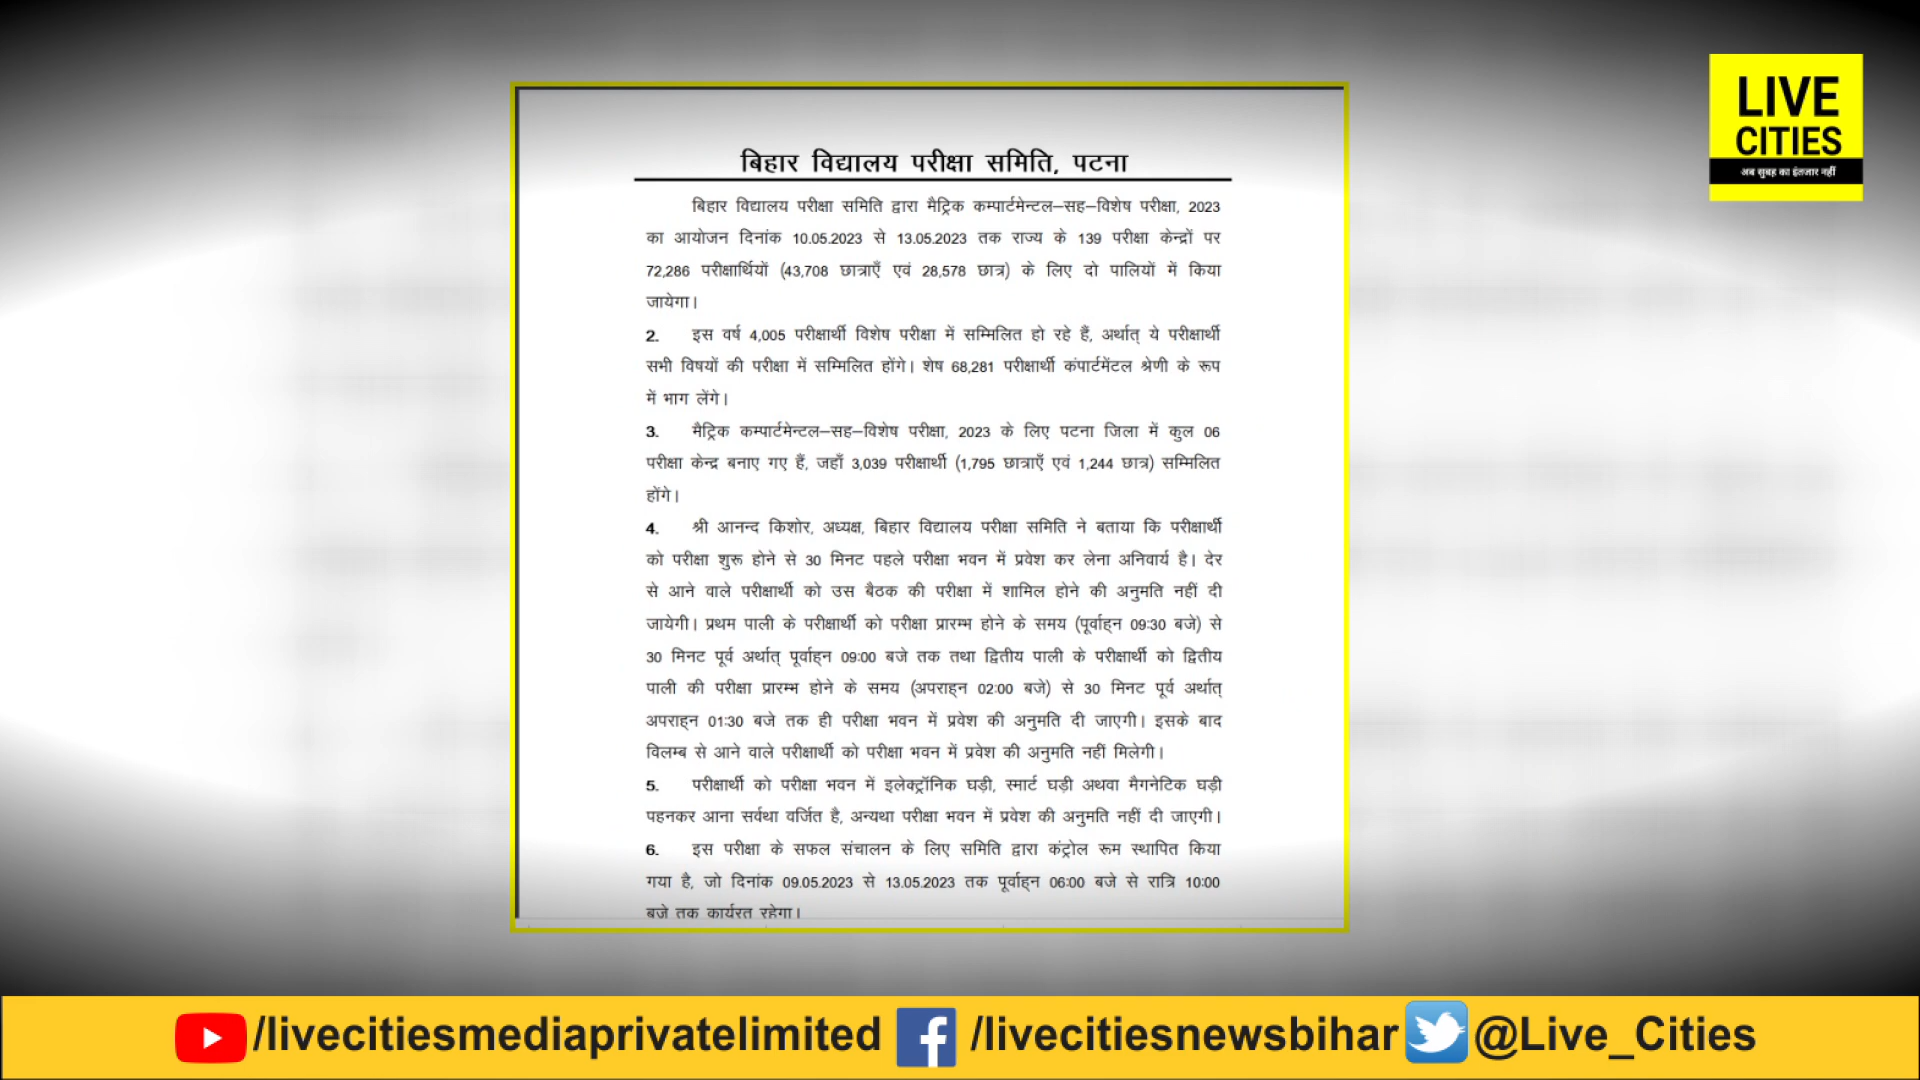 LIVE
CITIES
अब सुबह का इंतजार नहीं
बिहार विद्यालय परीक्षा समिति, पटना
बिहार विद्यालय परीक्षा समिति द्वारा मैट्रिक कम्पार्टमेन्टल–सह–विशेष परीक्षा, 2023
का आयोजन दिनांक 10.05.2023 से 13.05.2023 तक राज्य के 139 परीक्षा केन्द्रों पर
72,286 परीक्षार्थियों (43,708 छात्राएँ एवं 28,578 छात्र) के लिए दो पालियों में किया
जायेगा।
2. इस वर्ष 4,005 परीक्षार्थी विशेष परीक्षा में सम्मिलित हो रहे हैं, अर्थात् ये परीक्षार्थी
सभी विषयों की परीक्षा में सम्मिलित होंगे। शेष 68,281 परीक्षार्थी कंपार्टमेंटल श्रेणी के रूप
में भाग लेंगे।
3. मैट्रिक कम्पार्टमेन्टल–सह–विशेष परीक्षा, 2023 के लिए पटना जिला में कुल 06
परीक्षा केन्द्र बनाए गए हैं, जहाँ 3,039 परीक्षार्थी (1,795 छात्राएँ एवं 1,244 छात्र) सम्मिलित
होंगे।
4. श्री आनन्द किशोर, अध्यक्ष, बिहार विद्यालय परीक्षा समिति ने बताया कि परीक्षार्थी
को परीक्षा शुरू होने से 30 मिनट पहले परीक्षा भवन में प्रवेश कर लेना अनिवार्य है। देर
से आने वाले परीक्षार्थी को उस बैठक की परीक्षा में शामिल होने की अनुमति नहीं दी
जायेगी। प्रथम पाली के परीक्षार्थी को परीक्षा प्रारम्भ होने के समय (पूर्वाह्न 09:30 बजे) से
30 मिनट पूर्व अर्थात् पूर्वाह्न 09:00 बजे तक तथा द्वितीय पाली के परीक्षार्थी को द्वितीय
पाली की परीक्षा प्रारम्भ होने के समय (अपराह्न 02:00 बजे) से 30 मिनट पूर्व अर्थात्
अपराह्न 01:30 बजे तक ही परीक्षा भवन में प्रवेश की अनुमति दी जाएगी। इसके बाद
विलम्ब से आने वाले परीक्षार्थी को परीक्षा भवन में प्रवेश की अनुमति नहीं मिलेगी।
5. परीक्षार्थी को परीक्षा भवन में इलेक्ट्रॉनिक घड़ी, स्मार्ट घड़ी अथवा मैगनेटिक घड़ी
पहनकर आना सर्वथा वर्जित है, अन्यथा परीक्षा भवन में प्रवेश की अनुमति नहीं दी जाएगी।
6. इस परीक्षा के सफल संचालन के लिए समिति द्वारा कंट्रोल रूम स्थापित किया
गया है, जो दिनांक 09.05.2023 से 13.05.2023 तक पूर्वाह्न 06:00 बजे से रात्रि 10:00
बजे तक कार्यरत रहेगा।
/livecitiesmediaprivatelimited /livecitiesnewsbihar @Live_Cities